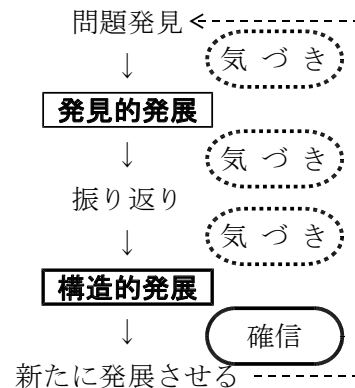 問題発見
気づき
↓
発見的発展
↓
気づき
振り返り
気づき
↓
構造的発展
↓
確信
新たに発展させる